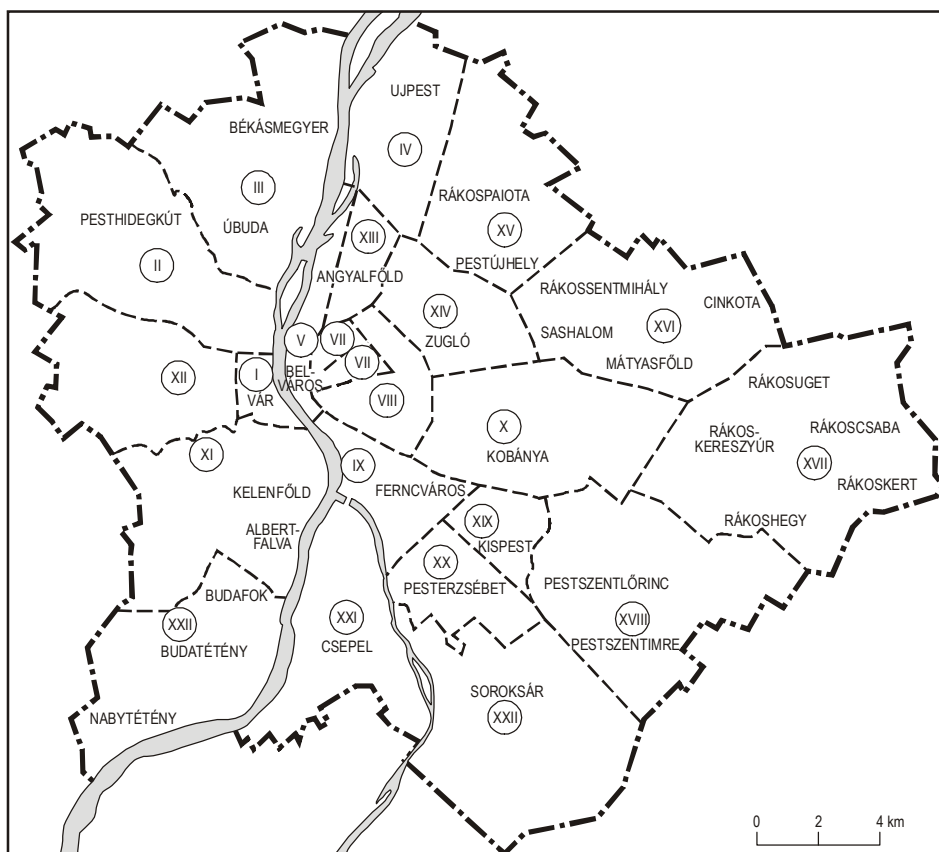 UJPEST
BÉKÁSMEGYER
IV
III
RÁKOSPAIOTA
PESTHIDEGKÚT
ÚBUDA
XIII
XV
II
ANGYALFÖLD
PESTÚJHELY
RÁKOSSENTMIHÁLY
CINKOTA
XIV
ZUGLÓ
SASHALOM
XVI
V
VII
VII
MÁTYASFŐLD
XII
I
BEL-
VÁROS
VÁR
VIII
RÁKOSUGET
X
KOBÁNYA
RÁKOS-
KERESZYÚR
RÁKOSCSABA
XVII
RÁKOSKERT
XI
IX
KELENFŐLD
FERNCVÁROS
ALBERT-
FALVA
XIX
KISPEST
RÁKOSHEGY
XX
PESTERZSÉBET
PESTSZENTLŐRINC
BUDAFOK
XXII
BUDATÉTÉNY
XXI
CSEPEL
XVIII
PESTSZENTIMRE
SOROKSÁR
XXII
NABYTÉTÉNY
0 2 4 km